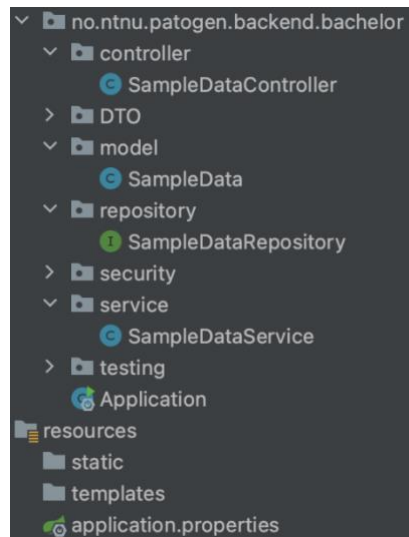 no.ntnu.patogen.backend.bachelor
controller
C SampleDataController
DTO
model
C SampleData
repository
I SampleDataRepository
security
service
C SampleDataService
testing
Application
resources
static
templates
application.properties